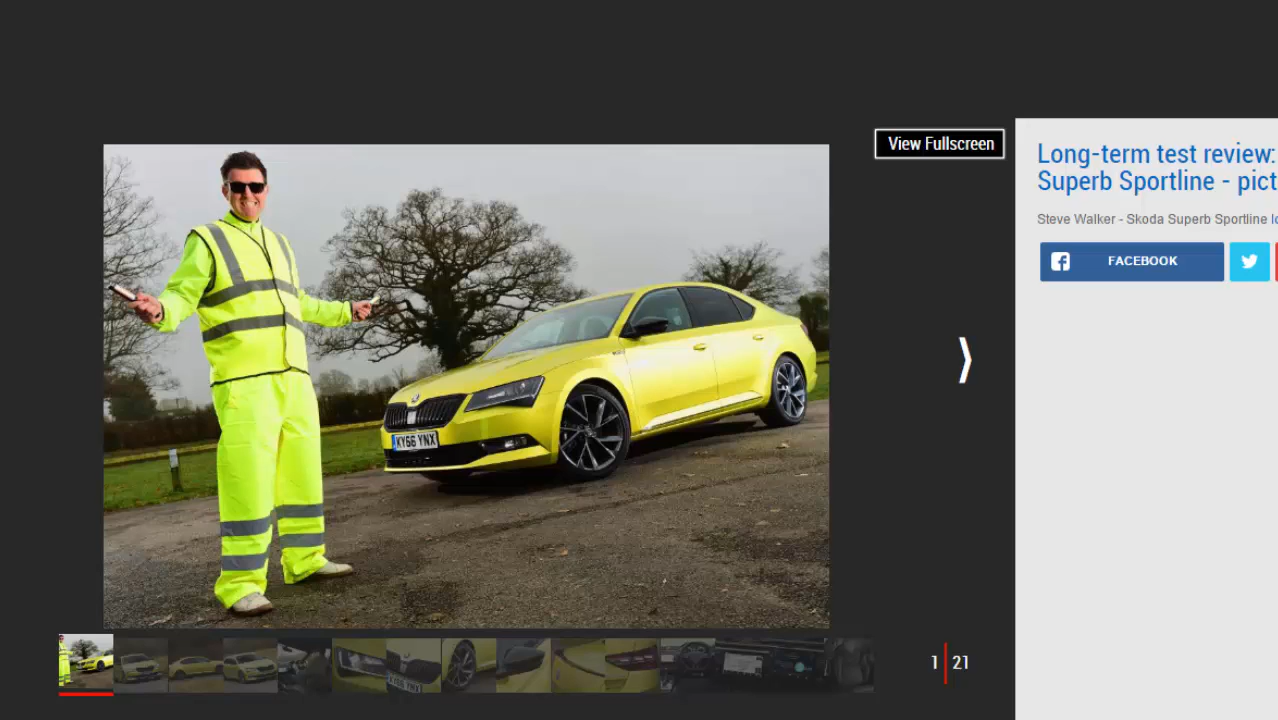 View Fullscreen
Long-term test review:
Superb Sportline - pict
Steve Walker - Skoda Superb Sportline lo
FACEBOOK
KY66 YNX
1 21